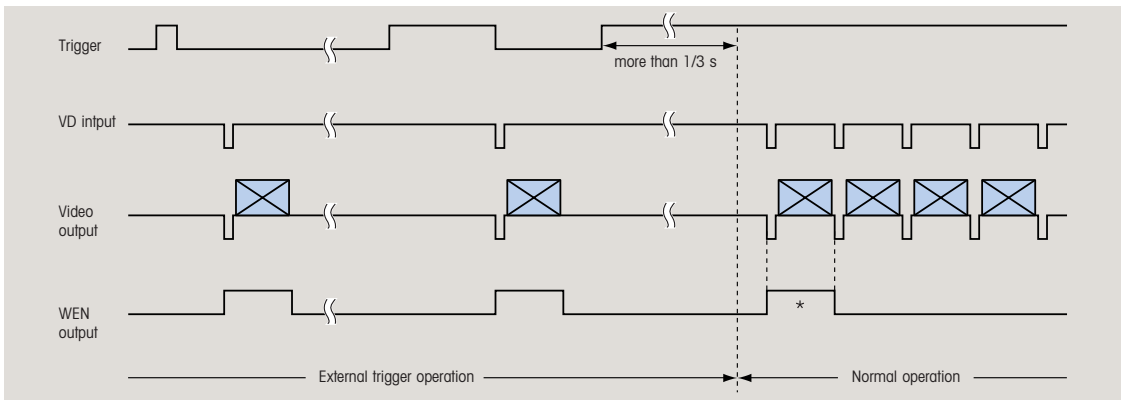 Trigger
more than 1/3 s
VD intput
Video
output
WEN
output
*
External trigger operation
Normal operation